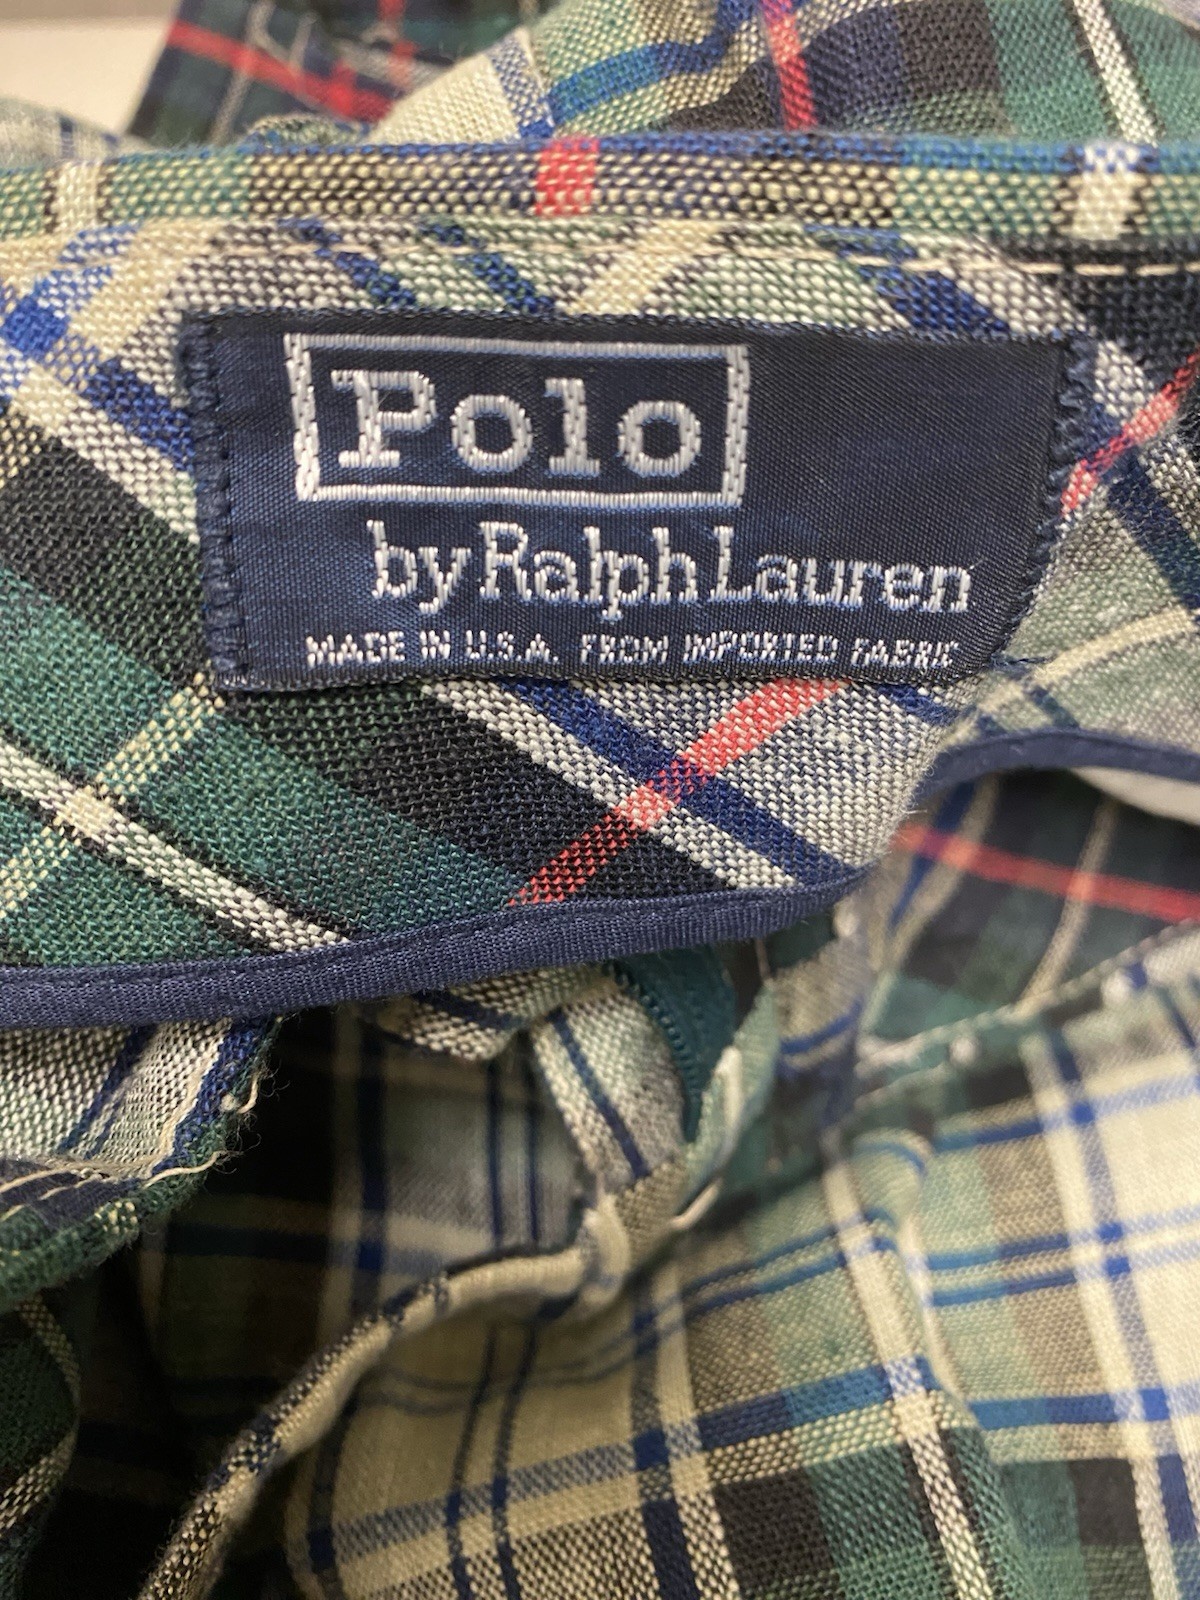 Polo
by Ralph Lauren
MADE IN U.S.A. FROM IMPORTED FABRIC